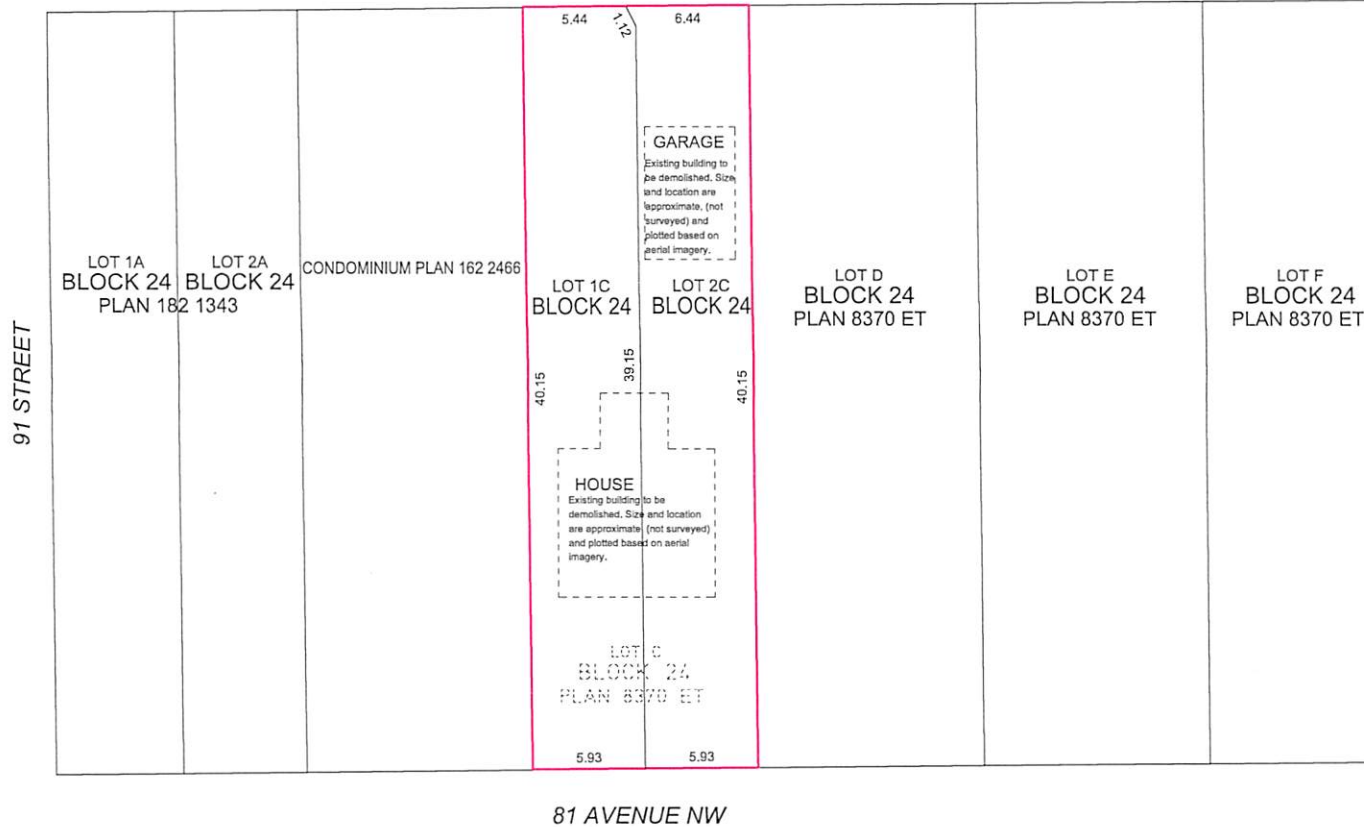 5.44
1.12
6.44
GARAGE
Existing building to
be demolished. Size
and location are
approximate, (not
surveyed) and
plotted based on
aerial imagery.
LOT 1A
BLOCK 24
LOT 2A
BLOCK 24
PLAN 182 1343
CONDOMINIUM PLAN 162 2466
LOT 1C
BLOCK 24
LOT 2C
BLOCK 24
LOT D
BLOCK 24
PLAN 8370 ET
LOT E
BLOCK 24
PLAN 8370 ET
LOT F
BLOCK 24
PLAN 8370 ET
91 STREET
40.15
39.15
40.15
HOUSE
Existing building to be
demolished. Size and location
are approximate, (not surveyed)
and plotted based on aerial
imagery.
LOT C
BLOCK 24
PLAN 8370 ET
5.93
5.93
81 AVENUE NW